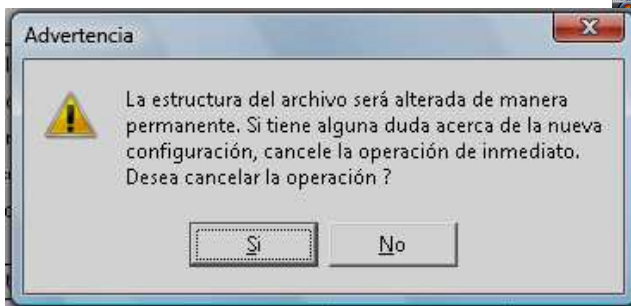 Advertencia
La estructura del archivo será alterada de manera
permanente. Si tiene alguna duda acerca de la nueva
configuración, cancele la operación de inmediato.
Desea cancelar la operación ?
Si
No